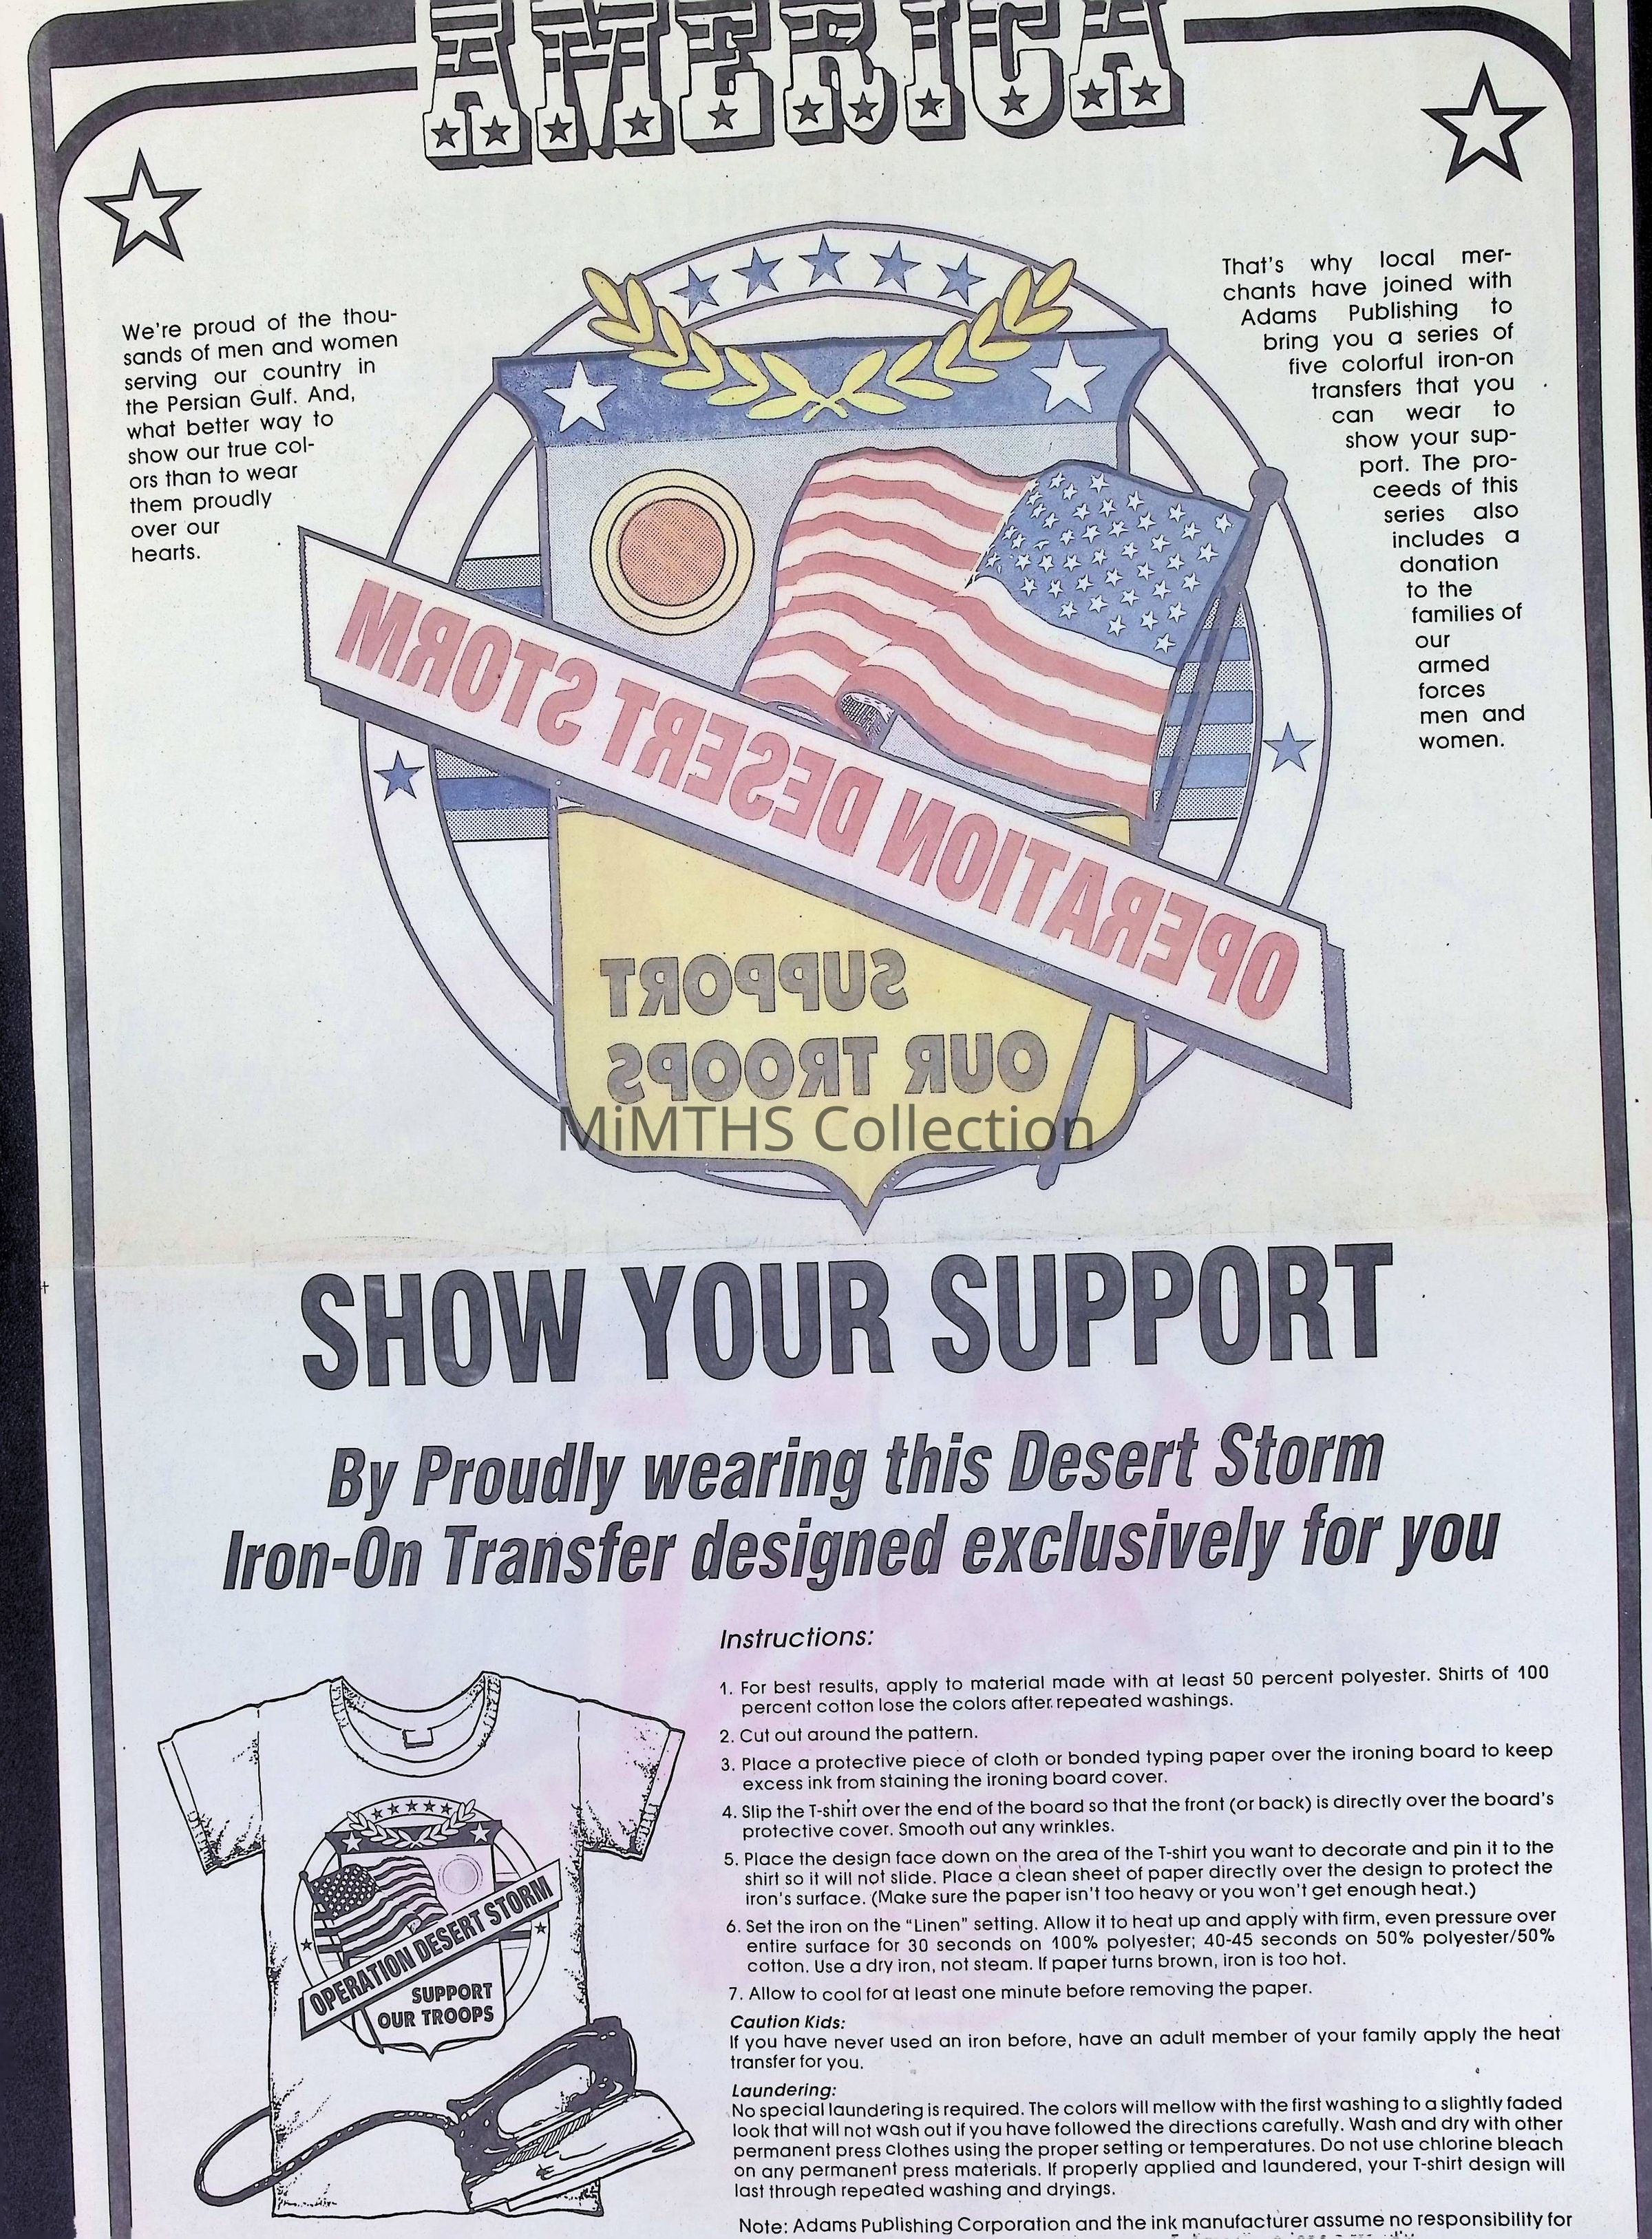 AMERICA
We're proud of the thou-
sands of men and women
serving our country in
the Persian Gulf. And,
what better way to
show our true col-
ors than to wear
them proudly
over our
hearts.
That's why local mer-
chants have joined with
Adams Publishing to
bring you a series of
five colorful iron-on
transfers that you
can wear to
show your sup-
port. The pro-
ceeds of this
series also
includes a
donation
to the
families of
our
armed
forces
men and
women.
OPERATION DESERT STORM
SUPPORT
OUR TROOPS
MiMTHS Collection
SHOW YOUR SUPPORT
By Proudly wearing this Desert Storm
Iron-On Transfer designed exclusively for you
OPERATION DESERT STORM
SUPPORT
OUR TROOPS
Instructions:
1. For best results, apply to material made with at least 50 percent polyester. Shirts of 100
percent cotton lose the colors after repeated washings.
2. Cut out around the pattern.
3. Place a protective piece of cloth or bonded typing paper over the ironing board to keep
excess ink from staining the ironing board cover.
4. Slip the T-shirt over the end of the board so that the front (or back) is directly over the board's
protective cover. Smooth out any wrinkles.
5. Place the design face down on the area of the T-shirt you want to decorate and pin it to the
shirt so it will not slide. Place a clean sheet of paper directly over the design to protect the
iron's surface. (Make sure the paper isn't too heavy or you won't get enough heat.)
6. Set the iron on the “Linen” setting. Allow it to heat up and apply with firm, even pressure over
entire surface for 30 seconds on 100% polyester; 40-45 seconds on 50% polyester/50%
cotton. Use a dry iron, not steam. If paper turns brown, iron is too hot.
7. Allow to cool for at least one minute before removing the paper.
Caution Kids:
If you have never used an iron before, have an adult member of your family apply the heat
transfer for you.
Laundering:
No special laundering is required. The colors will mellow with the first washing to a slightly faded
look that will not wash out if you have followed the directions carefully. Wash and dry with other
permanent press clothes using the proper setting or temperatures. Do not use chlorine bleach
on any permanent press materials. If properly applied and laundered, your T-shirt design will
last through repeated washing and dryings.
Note: Adams Publishing Corporation and the ink manufacturer assume no responsibility for